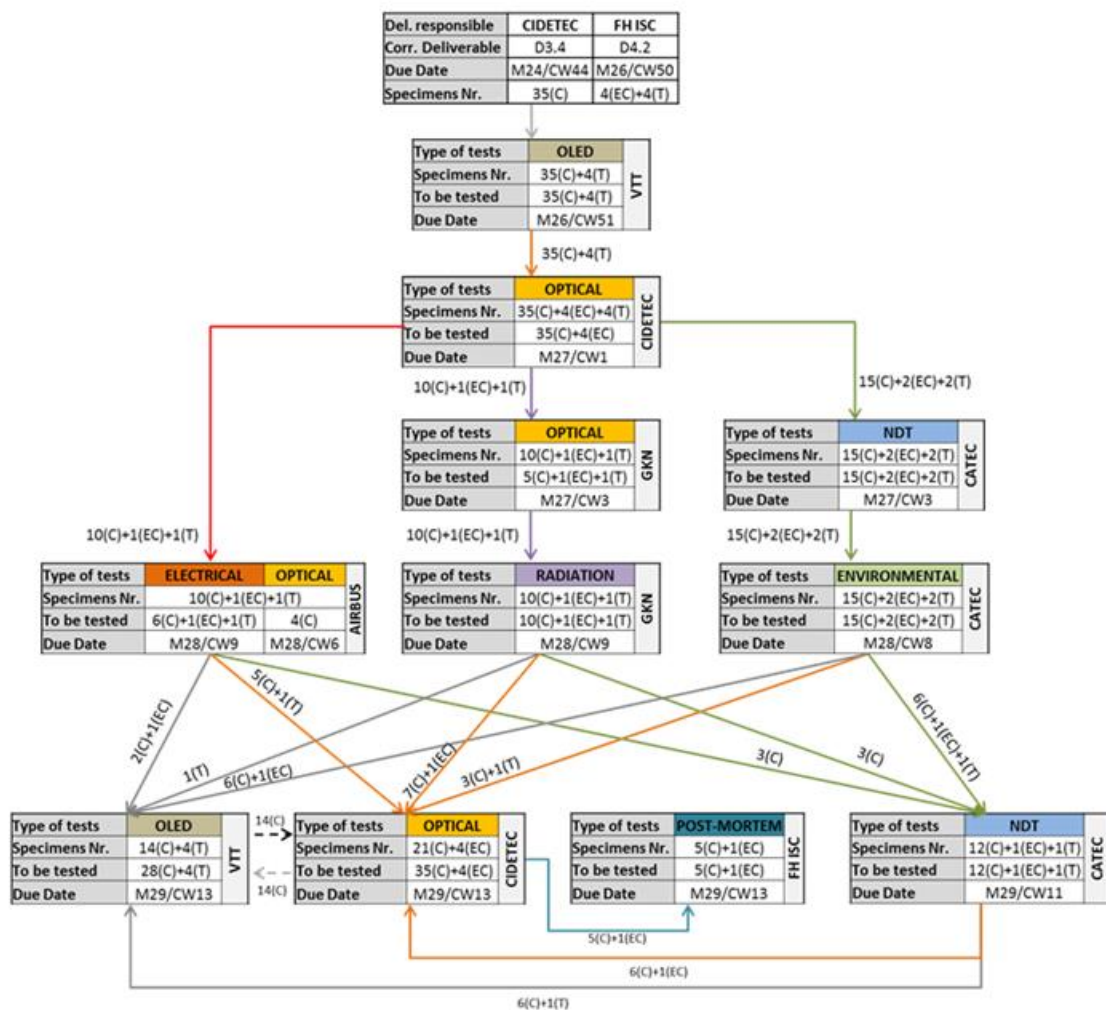 Del. responsible CIDETEC FH ISC
Corr. Deliverable D3.4 D4.2
Due Date M24/CW44 M26/CW50
Specimens Nr. 35(C) 4(EC)+4(T)
Type of tests OLED
Specimens Nr. 35(C)+4(T)
To be tested 35(C)+4(T)
Due Date M26/CW51
VTT
35(C)+4(T)
Type of tests OPTICAL
Specimens Nr. 35(C)+4(EC)+4(T)
To be tested 35(C)+4(EC)
Due Date M27/CW1
CIDETEC
10(C)+1(EC)+1(T)
15(C)+2(EC)+2(T)
Type of tests OPTICAL
Specimens Nr. 10(C)+1(EC)+1(T)
To be tested 5(C)+1(EC)+1(T)
Due Date M27/CW3
GKN
Type of tests NDT
Specimens Nr. 15(C)+2(EC)+2(T)
To be tested 15(C)+2(EC)+2(T)
Due Date M27/CW3
CATEC
10(C)+1(EC)+1(T)
10(C)+1(EC)+1(T)
15(C)+2(EC)+2(T)
Type of tests ELECTRICAL OPTICAL
Specimens Nr. 10(C)+1(EC)+1(T)
To be tested 6(C)+1(EC)+1(T) 4(C)
Due Date M28/CW9 M28/CW6
AIRBUS
Type of tests RADIATION
Specimens Nr. 10(C)+1(EC)+1(T)
To be tested 10(C)+1(EC)+1(T)
Due Date M28/CW9
GKN
Type of tests ENVIRONMENTAL
Specimens Nr. 15(C)+2(EC)+2(T)
To be tested 15(C)+2(EC)+2(T)
Due Date M28/CW8
CATEC
2(C)+1(EC)
5(C)+1(T)
1(T)
6(C)+1(EC)
7(C)+1(EC)
3(C)+1(T)
3(C)
3(C)
6(C)+1(EC)+1(T)
Type of tests OLED
Specimens Nr. 14(C)+4(T)
To be tested 28(C)+4(T)
Due Date M29/CW13
VTT
14(C)
14(C)
Type of tests OPTICAL
Specimens Nr. 21(C)+4(EC)
To be tested 35(C)+4(EC)
Due Date M29/CW13
CIDETEC
Type of tests POST-MORTEM
Specimens Nr. 5(C)+1(EC)
To be tested 5(C)+1(EC)
Due Date M29/CW13
FH ISC
Type of tests NDT
Specimens Nr. 12(C)+1(EC)+1(T)
To be tested 12(C)+1(EC)+1(T)
Due Date M29/CW11
CATEC
5(C)+1(EC)
6(C)+1(EC)
6(C)+1(T)